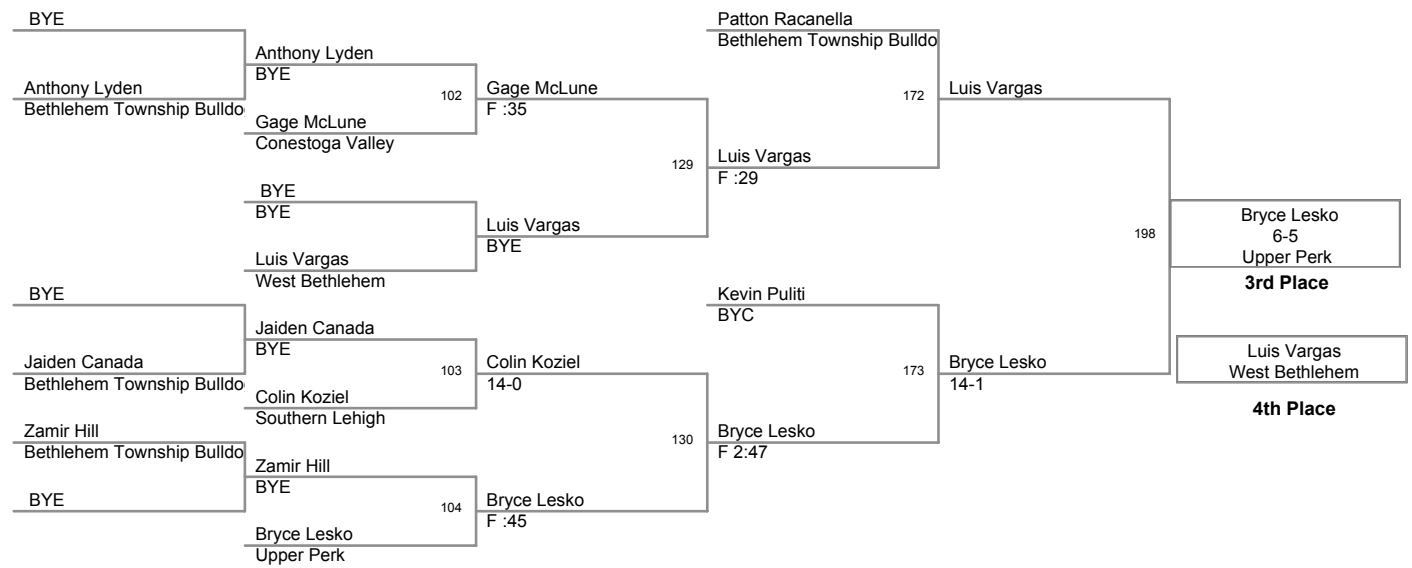 BYE
Anthony Lyden
Bethlehem Township Bulldo
Anthony Lyden
BYE
102
Gage McLune
Conestoga Valley
BYE
BYE
Luis Vargas
West Bethlehem
Gage McLune
F :35
129
Luis Vargas
BYE
Patton Racanella
Bethlehem Township Bulldo
172
Luis Vargas
F :29
Luis Vargas
BYE
Jaiden Canada
Bethlehem Township Bulldo
Zamir Hill
Bethlehem Township Bulldo
BYE
Jaiden Canada
BYE
103
Colin Koziel
Southern Lehigh
Zamir Hill
BYE
104
Bryce Lesko
Upper Perk
Colin Koziel
14-0
130
Bryce Lesko
F :45
Kevin Puliti
BYC
173
Bryce Lesko
F 2:47
Bryce Lesko
14-1
198
Bryce Lesko
6-5
Upper Perk
3rd Place
Luis Vargas
West Bethlehem
4th Place